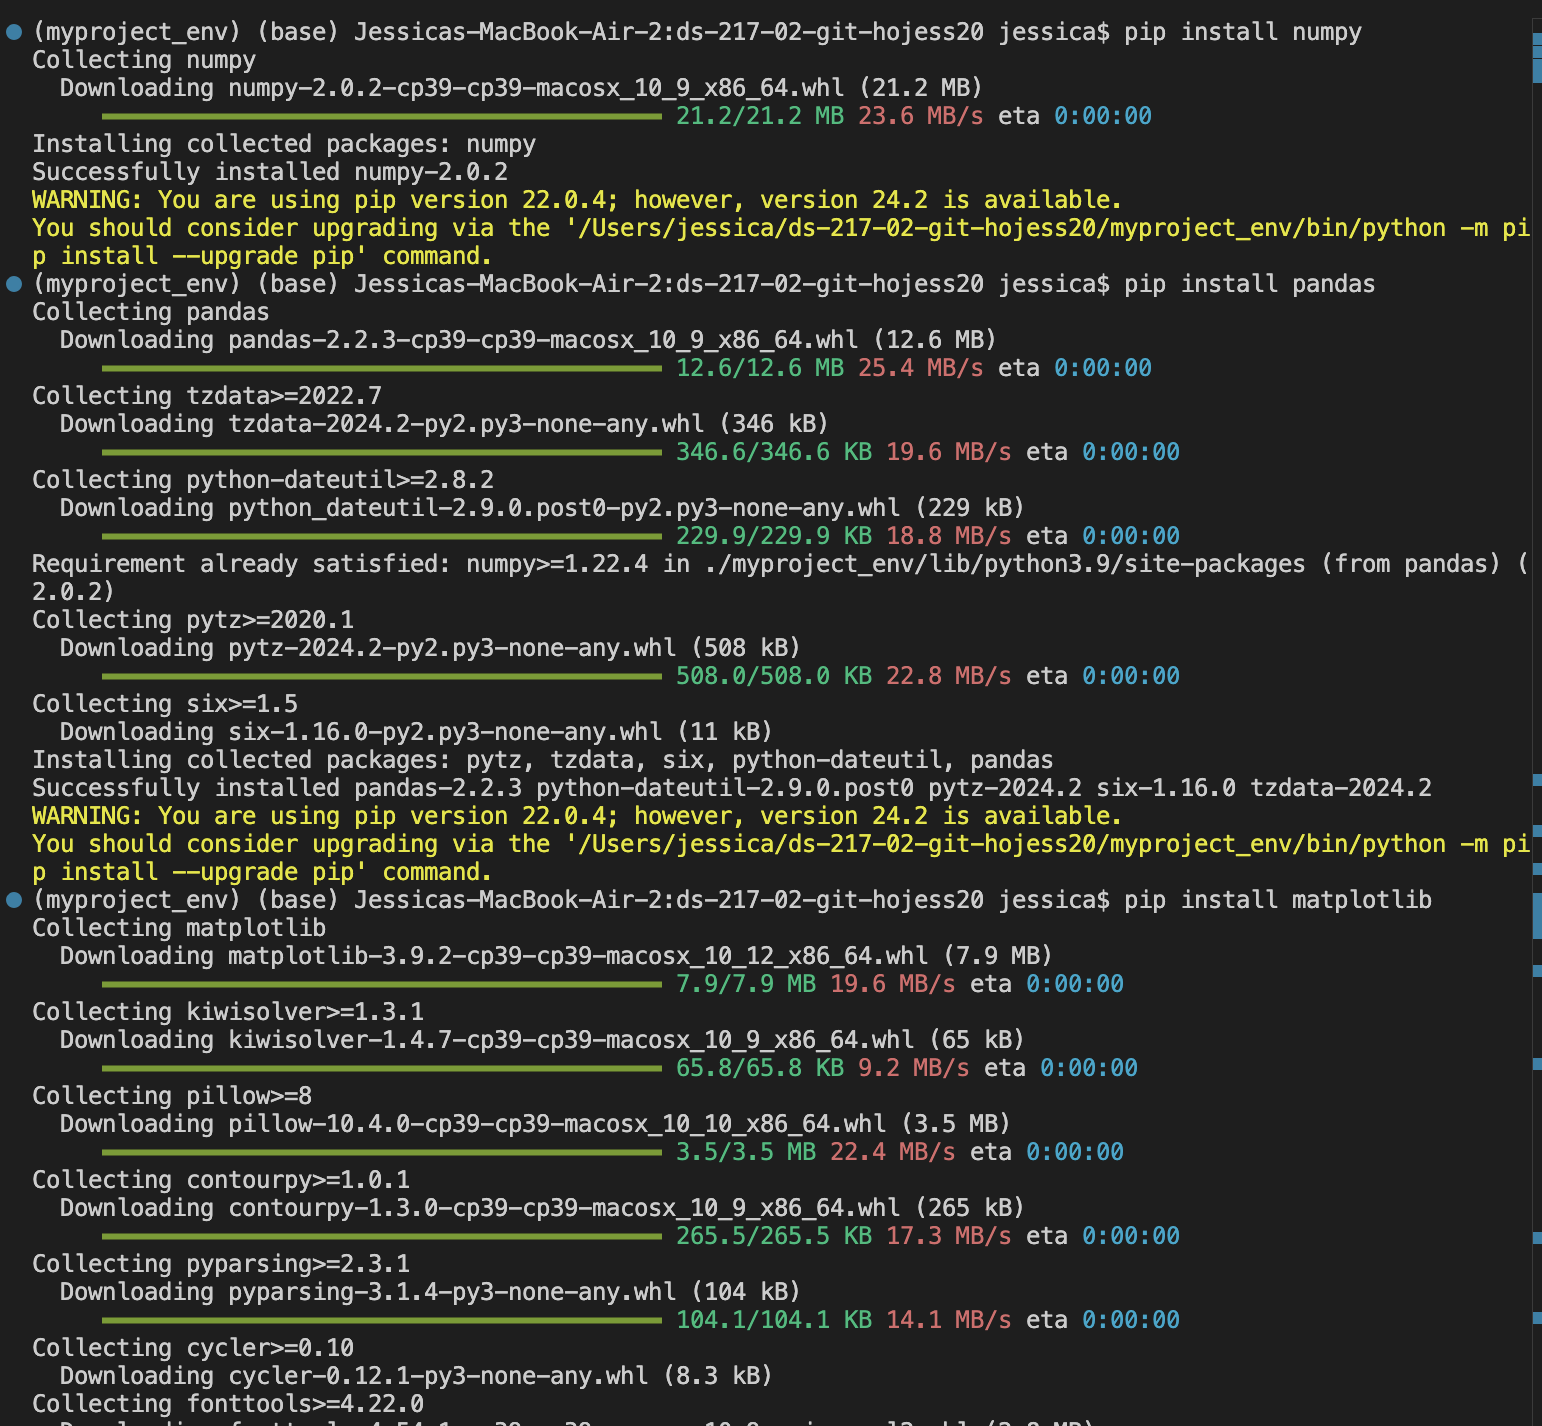 (myproject_env) (base) Jessicas-MacBook-Air-2:ds-217-02-git-hojess20 jessica$ pip install numpy
Collecting numpy
  Downloading numpy-2.0.2-cp39-cp39-macosx_10_9_x86_64.whl (21.2 MB)
21.2/21.2 MB 23.6 MB/s eta 0:00:00
Installing collected packages: numpy
Successfully installed numpy-2.0.2
WARNING: You are using pip version 22.0.4; however, version 24.2 is available.
You should consider upgrading via the '/Users/jessica/ds-217-02-git-hojess20/myproject_env/bin/python -m pi
p install --upgrade pip' command.
(myproject_env) (base) Jessicas-MacBook-Air-2:ds-217-02-git-hojess20 jessica$ pip install pandas
Collecting pandas
  Downloading pandas-2.2.3-cp39-cp39-macosx_10_9_x86_64.whl (12.6 MB)
12.6/12.6 MB 25.4 MB/s eta 0:00:00
Collecting tzdata>=2022.7
  Downloading tzdata-2024.2-py2.py3-none-any.whl (346 kB)
346.6/346.6 KB 19.6 MB/s eta 0:00:00
Collecting python-dateutil>=2.8.2
  Downloading python_dateutil-2.9.0.post0-py2.py3-none-any.whl (229 kB)
229.9/229.9 KB 18.8 MB/s eta 0:00:00
Requirement already satisfied: numpy>=1.22.4 in ./myproject_env/lib/python3.9/site-packages (from pandas) (
2.0.2)
Collecting pytz>=2020.1
  Downloading pytz-2024.2-py2.py3-none-any.whl (508 kB)
508.0/508.0 KB 22.8 MB/s eta 0:00:00
Collecting six>=1.5
  Downloading six-1.16.0-py2.py3-none-any.whl (11 kB)
Installing collected packages: pytz, tzdata, six, python-dateutil, pandas
Successfully installed pandas-2.2.3 python-dateutil-2.9.0.post0 pytz-2024.2 six-1.16.0 tzdata-2024.2
WARNING: You are using pip version 22.0.4; however, version 24.2 is available.
You should consider upgrading via the '/Users/jessica/ds-217-02-git-hojess20/myproject_env/bin/python -m pi
p install --upgrade pip' command.
(myproject_env) (base) Jessicas-MacBook-Air-2:ds-217-02-git-hojess20 jessica$ pip install matplotlib
Collecting matplotlib
  Downloading matplotlib-3.9.2-cp39-cp39-macosx_10_12_x86_64.whl (7.9 MB)
7.9/7.9 MB 19.6 MB/s eta 0:00:00
Collecting kiwisolver>=1.3.1
  Downloading kiwisolver-1.4.7-cp39-cp39-macosx_10_9_x86_64.whl (65 kB)
65.8/65.8 KB 9.2 MB/s eta 0:00:00
Collecting pillow>=8
  Downloading pillow-10.4.0-cp39-cp39-macosx_10_10_x86_64.whl (3.5 MB)
3.5/3.5 MB 22.4 MB/s eta 0:00:00
Collecting contourpy>=1.0.1
  Downloading contourpy-1.3.0-cp39-cp39-macosx_10_9_x86_64.whl (265 kB)
265.5/265.5 KB 17.3 MB/s eta 0:00:00
Collecting pyparsing>=2.3.1
  Downloading pyparsing-3.1.4-py3-none-any.whl (104 kB)
104.1/104.1 KB 14.1 MB/s eta 0:00:00
Collecting cycler>=0.10
  Downloading cycler-0.12.1-py3-none-any.whl (8.3 kB)
Collecting fonttools>=4.22.0